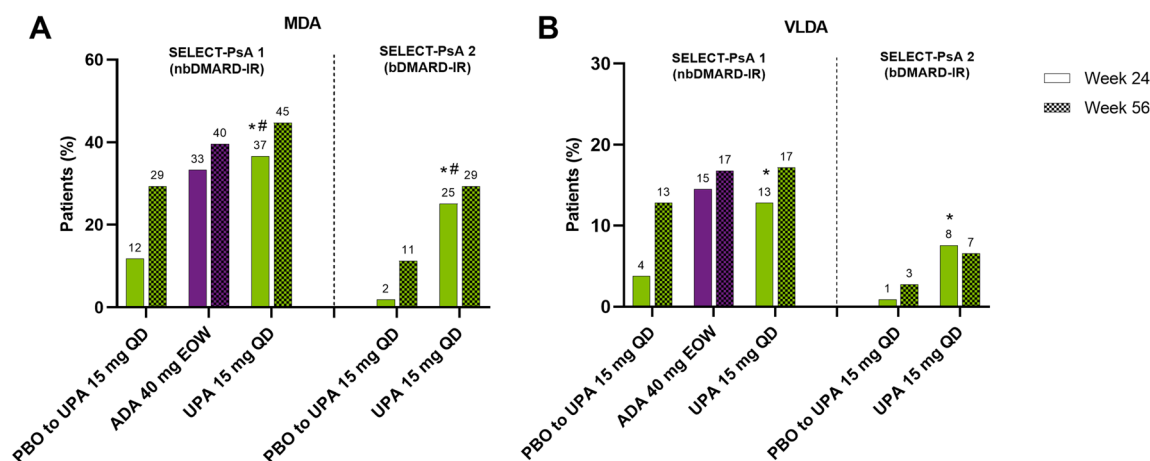 A
MDA
SELECT-PsA 1
(nbDMARD-IR)
SELECT-PsA 2
(bDMARD-IR)
Patients (%)
60
40
20
0
12
29
33
40
*#
37
45
2
11
*#
25
29
PBO to UPA 15 mg QD
ADA 40 mg EOW
UPA 15 mg QD
PBO to UPA 15 mg QD
UPA 15 mg QD
B
VLDA
SELECT-PsA 1
(nbDMARD-IR)
SELECT-PsA 2
(bDMARD-IR)
Patients (%)
30
20
10
0
4
13
15
17
*
13
17
1
3
*
8
7
PBO to UPA 15 mg QD
ADA 40 mg EOW
UPA 15 mg QD
PBO to UPA 15 mg QD
UPA 15 mg QD
Week 24
Week 56